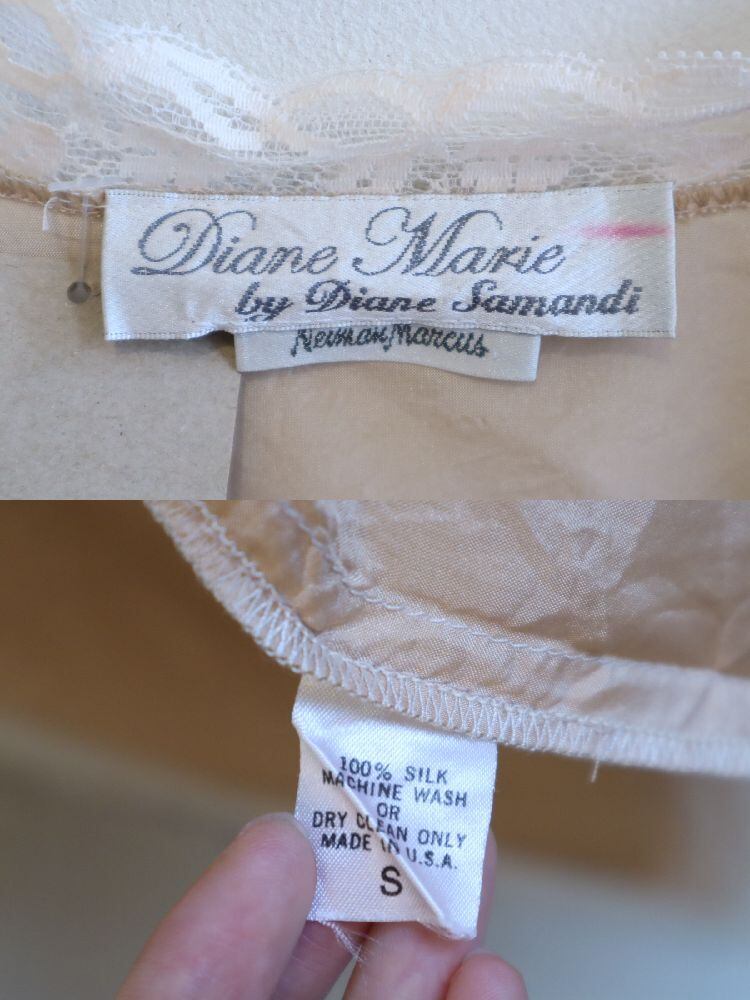 Diane Marie
by Diane Samandi
Neiman Marcus
100% SILK
MACHINE WASH
OR
DRY CLEAN ONLY
MADE IN U.S.A.
S